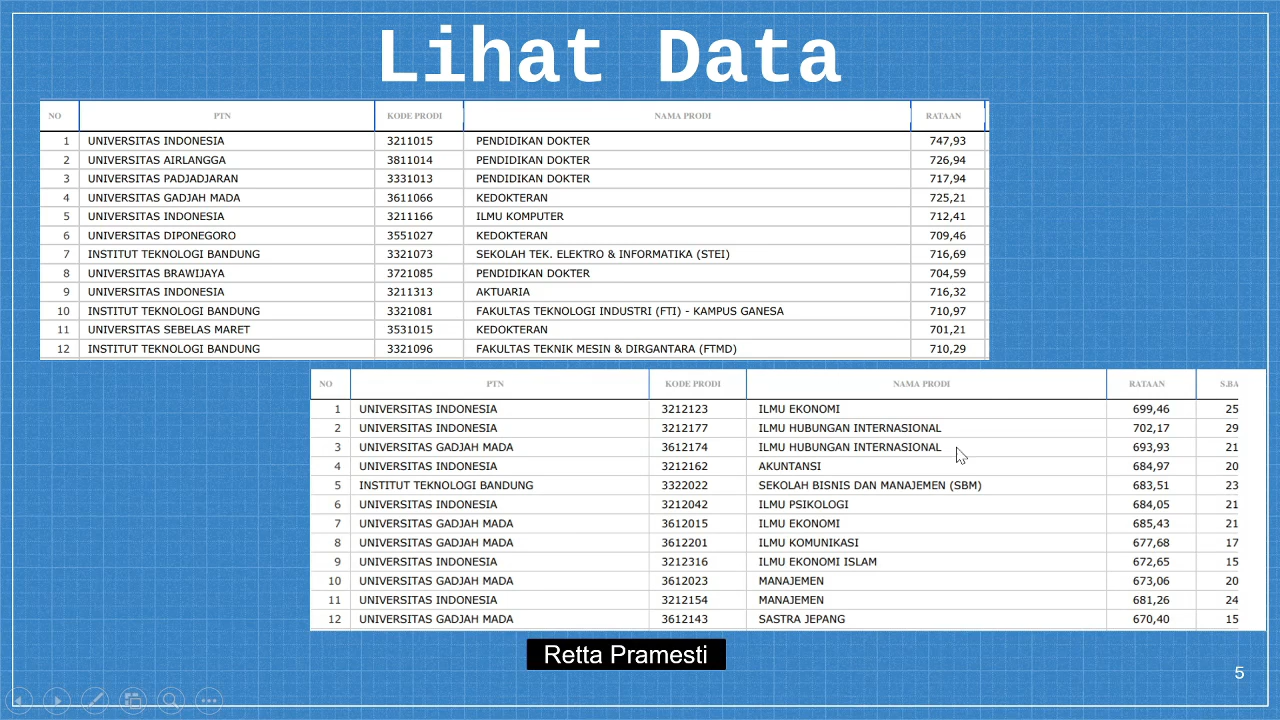 Lihat Data
NO PTN KODE PRODI NAMA PRODI RATAAN
1 UNIVERSITAS INDONESIA 3211015 PENDIDIKAN DOKTER 747,93
2 UNIVERSITAS AIRLANGGA 3811014 PENDIDIKAN DOKTER 726,94
3 UNIVERSITAS PADJADJARAN 3331013 PENDIDIKAN DOKTER 717,94
4 UNIVERSITAS GADJAH MADA 3611066 KEDOKTERAN 725,21
5 UNIVERSITAS INDONESIA 3211166 ILMU KOMPUTER 712,41
6 UNIVERSITAS DIPONEGORO 3551027 KEDOKTERAN 709,46
7 INSTITUT TEKNOLOGI BANDUNG 3321073 SEKOLAH TEK. ELEKTRO & INFORMATIKA (STEI) 716,69
8 UNIVERSITAS BRAWIJAYA 3721085 PENDIDIKAN DOKTER 704,59
9 UNIVERSITAS INDONESIA 3211313 AKTUARIA 716,32
10 INSTITUT TEKNOLOGI BANDUNG 3321081 FAKULTAS TEKNOLOGI INDUSTRI (FTI) - KAMPUS GANESA 710,97
11 UNIVERSITAS SEBELAS MARET 3531015 KEDOKTERAN 701,21
12 INSTITUT TEKNOLOGI BANDUNG 3321096 FAKULTAS TEKNIK MESIN & DIRGANTARA (FTMD) 710,29
NO PTN KODE PRODI NAMA PRODI RATAAN S.BA
1 UNIVERSITAS INDONESIA 3212123 ILMU EKONOMI 699,46 25
2 UNIVERSITAS INDONESIA 3212177 ILMU HUBUNGAN INTERNASIONAL 702,17 29
3 UNIVERSITAS GADJAH MADA 3612174 ILMU HUBUNGAN INTERNASIONAL 693,93 21
4 UNIVERSITAS INDONESIA 3212162 AKUNTANSI 684,97 20
5 INSTITUT TEKNOLOGI BANDUNG 3322022 SEKOLAH BISNIS DAN MANAJEMEN (SBM) 683,51 23
6 UNIVERSITAS INDONESIA 3212042 ILMU PSIKOLOGI 684,05 21
7 UNIVERSITAS GADJAH MADA 3612015 ILMU EKONOMI 685,43 21
8 UNIVERSITAS GADJAH MADA 3612201 ILMU KOMUNIKASI 677,68 17
9 UNIVERSITAS INDONESIA 3212316 ILMU EKONOMI ISLAM 672,65 15
10 UNIVERSITAS GADJAH MADA 3612023 MANAJEMEN 673,06 20
11 UNIVERSITAS INDONESIA 3212154 MANAJEMEN 681,26 24
12 UNIVERSITAS GADJAH MADA 3612143 SASTRA JEPANG 670,40 15
Retta Pramesti
5